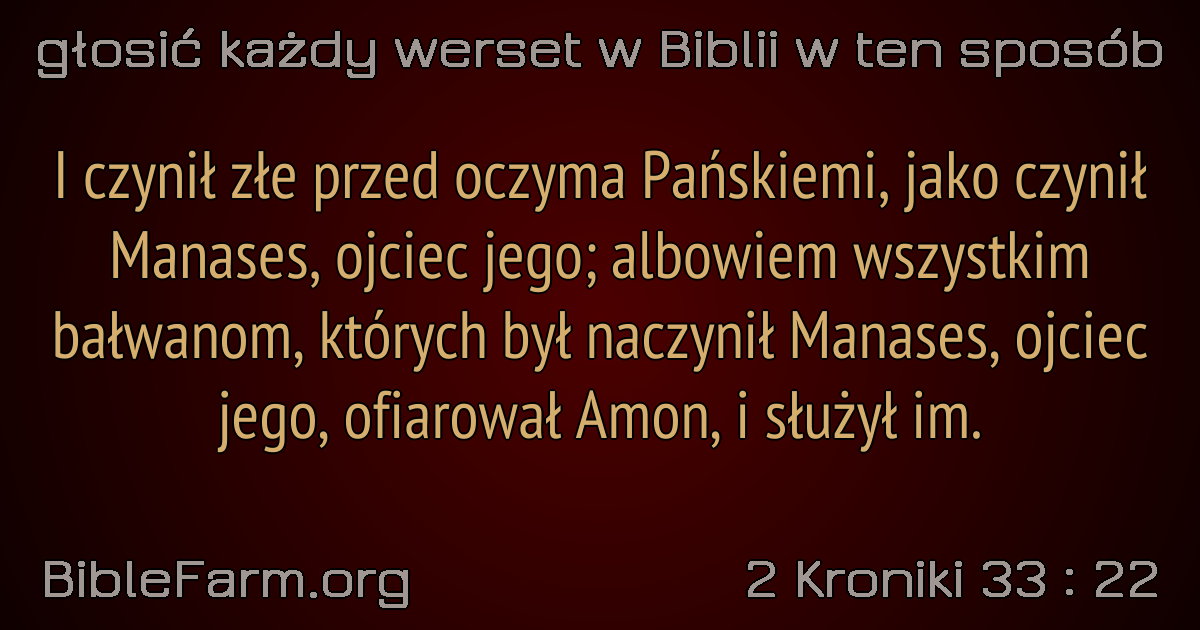 głosić każdy werset w Biblii w ten sposób
I czynił złe przed oczyma Pańskiemi, jako czynił
Manases, ojciec jego; albowiem wszystkim
bałwanom, których był naczynił Manases, ojciec
jego, ofiarował Amon, i służył im.
BibleFarm.org
2 Kroniki 33 : 22